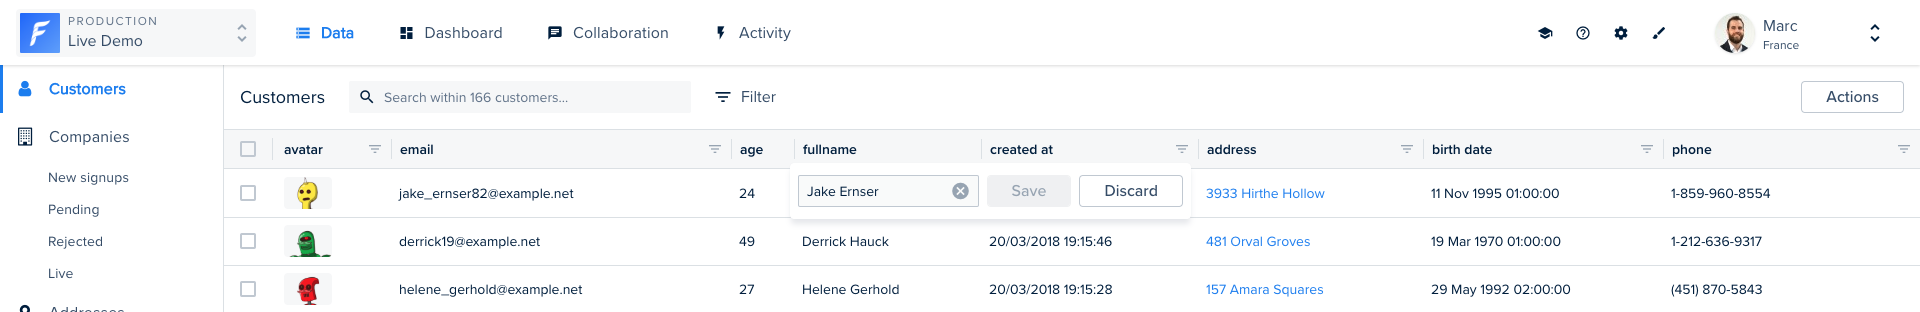 PRODUCTION
Live Demo
Data
Dashboard
Collaboration
Activity
Marc
France
Customers
Companies
New signups
Pending
Rejected
Live
Addresses
Customers
Search within 166 customers...
Filter
Actions
avatar email age fullname created at address birth date phone
jake_ernser82@example.net 24 Jake Ernser Save Discard 3933 Hirthe Hollow 11 Nov 1995 01:00:00 1-859-960-8554
derrick19@example.net 49 Derrick Hauck 20/03/2018 19:15:46 481 Orval Groves 19 Mar 1970 01:00:00 1-212-636-9317
helene_gerhold@example.net 27 Helene Gerhold 20/03/2018 19:15:28 157 Amara Squares 29 May 1992 02:00:00 (451) 870-5843